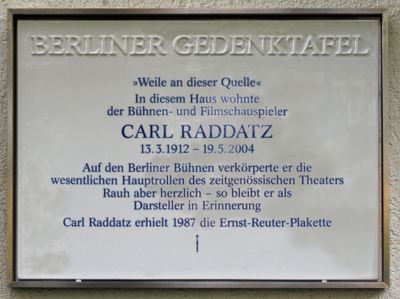 BERLINER GEDENKTAFEL
»Weile an dieser Quelle«
In diesem Haus wohnte
der Bühnen- und Filmschauspieler
CARL RADDATZ
13.3.1912 – 19.5.2004
Auf den Berliner Bühnen verkörperte er die
wesentlichen Hauptrollen des zeitgenössischen Theaters
Rauh aber herzlich – so bleibt er als
Darsteller in Erinnerung
Carl Raddatz erhielt 1987 die Ernst-Reuter-Plakette